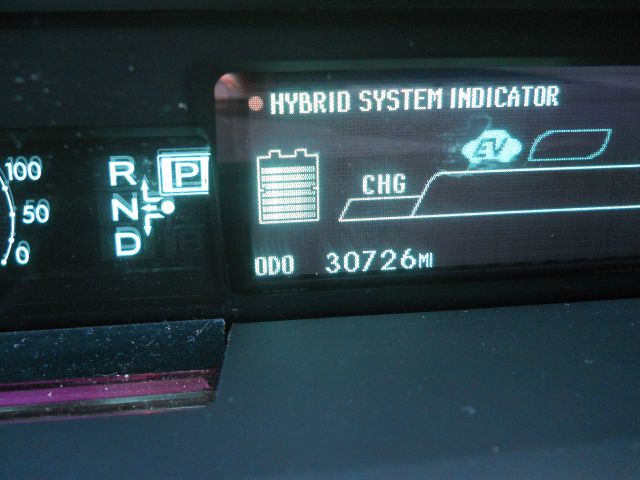 HYBRID SYSTEM INDICATOR
EV
CHG
ODO 30726MI
100
50
0
R P
N
D